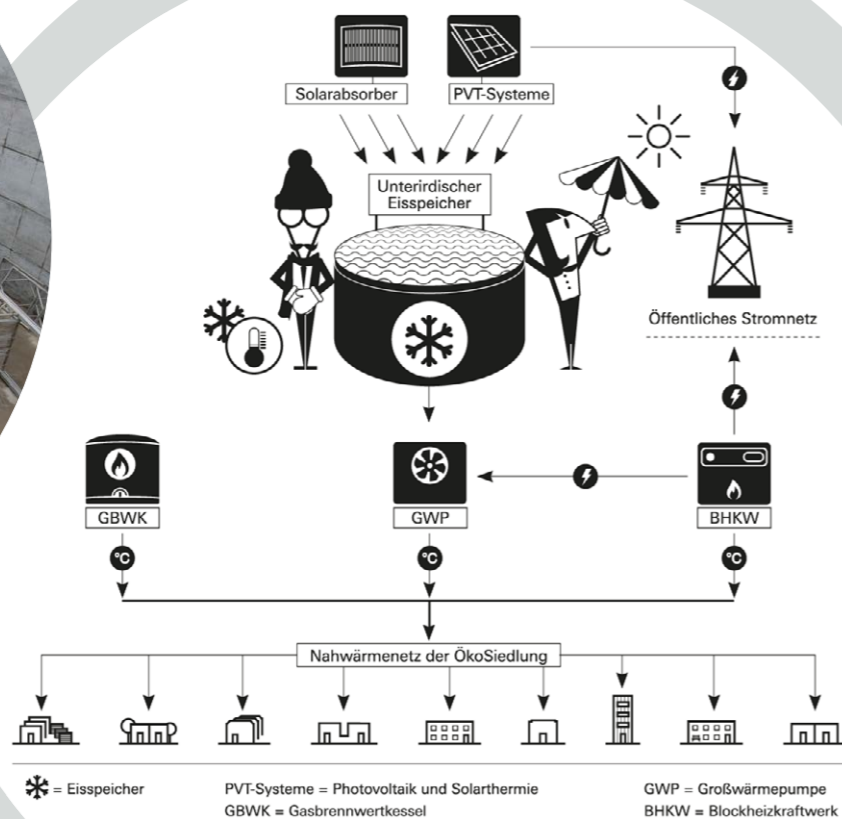 Solarabsorber
PVT-Systeme
Unterirdischer
Eisspeicher
Öffentliches Stromnetz
GBWK
GWP
BHKW
°C
°C
°C
Nahwärmenetz der ÖkoSiedlung
= Eisspeicher
PVT-Systeme = Photovoltaik und Solarthermie
GWP = Großwärmepumpe
GBWK = Gasbrennwertkessel
BHKW = Blockheizkraftwerk